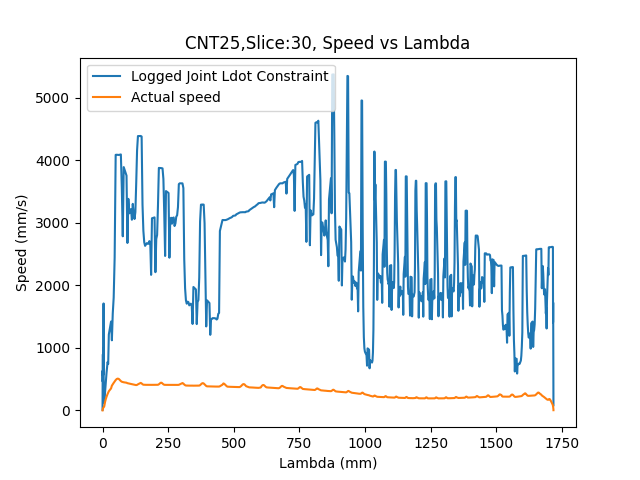 CNT25,Slice:30, Speed vs Lambda
Logged Joint Ldot Constraint
Actual speed
Speed (mm/s)
5000
4000
3000
2000
1000
0
0
250
500
750
1000
1250
1500
1750
Lambda (mm)